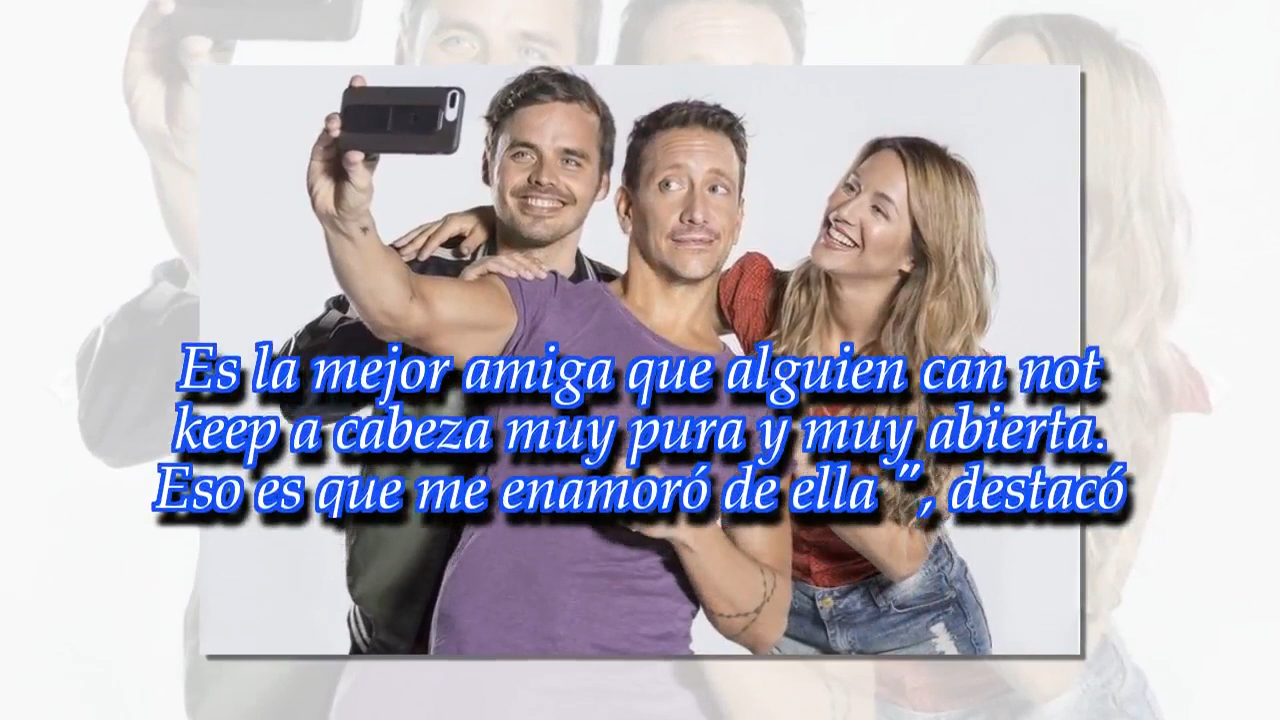 Es la mejor amiga que alguien can not
keep a cabeza muy pura y muy abierta.
Eso es que me enamoró de ella ", destacó